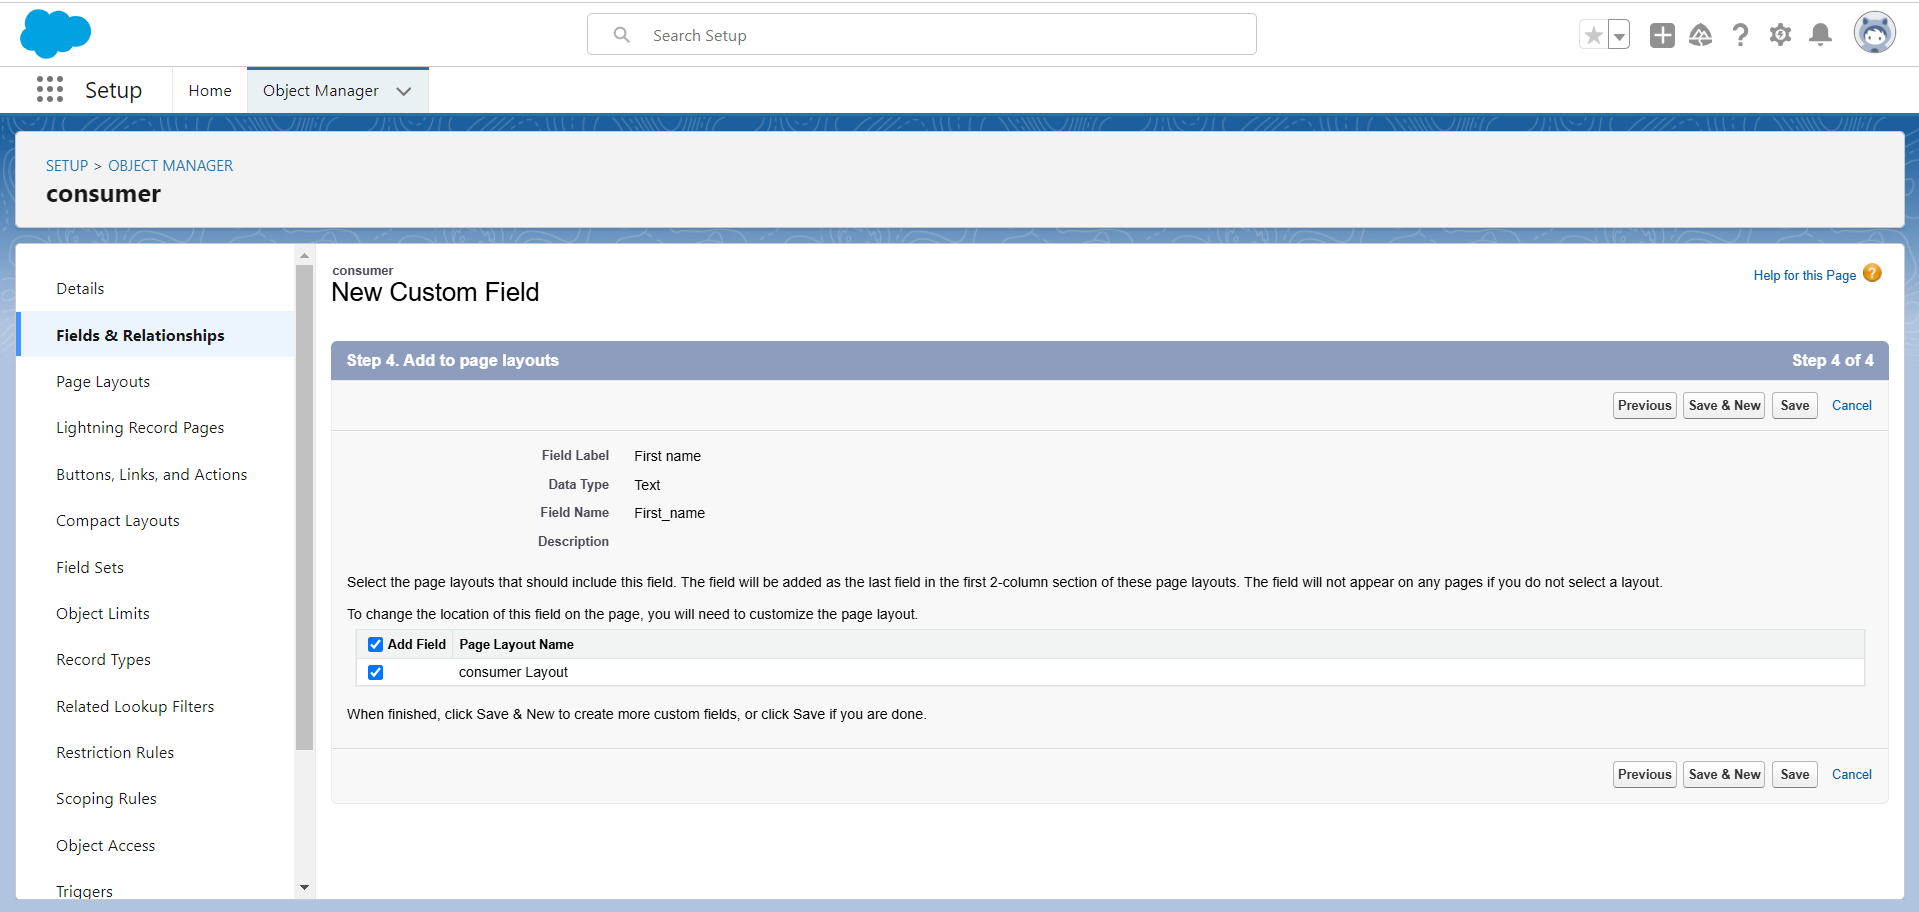 Search Setup
Setup
Home
Object Manager
SETUP > OBJECT MANAGER
consumer
Details
Fields & Relationships
Page Layouts
Lightning Record Pages
Buttons, Links, and Actions
Compact Layouts
Field Sets
Object Limits
Record Types
Related Lookup Filters
Restriction Rules
Scoping Rules
Object Access
Triggers
consumer
New Custom Field
Help for this Page
Step 4. Add to page layouts
Step 4 of 4
Previous
Save & New
Save
Cancel
Field Label First name
Data Type Text
Field Name First_name
Description
Select the page layouts that should include this field. The field will be added as the last field in the first 2-column section of these page layouts. The field will not appear on any pages if you do not select a layout.
To change the location of this field on the page, you will need to customize the page layout.
Add Field Page Layout Name
consumer Layout
When finished, click Save & New to create more custom fields, or click Save if you are done.
Previous
Save & New
Save
Cancel